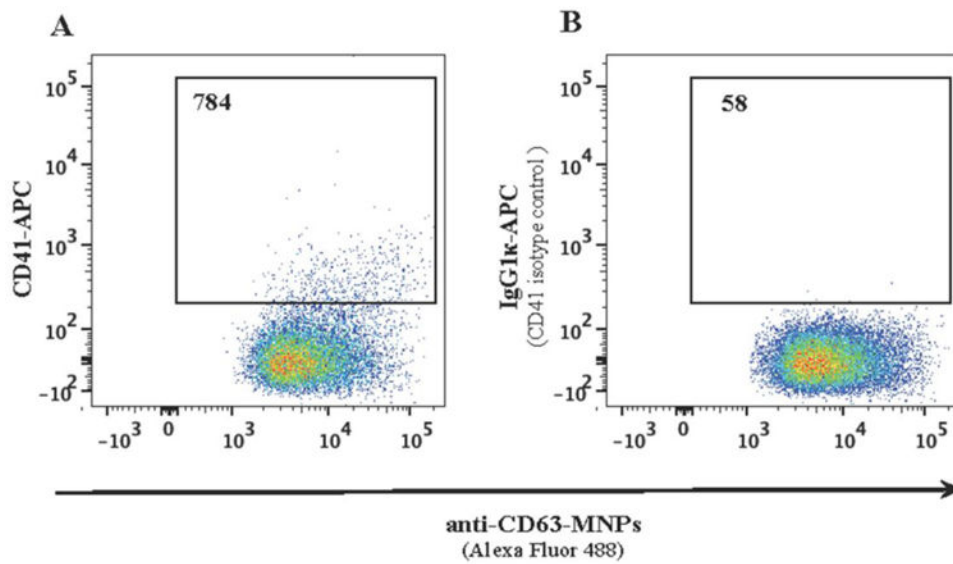 A
B
784
58
10⁵
10⁴
10³
10²
-10²
CD41-APC
10⁵
10⁴
10³
10²
-10²
IgG1κ-APC
(CD41 isotype control)
-10³ 0 10³ 10⁴ 10⁵
-10³ 0 10³ 10⁴ 10⁵
anti-CD63-MNPs
(Alexa Fluor 488)